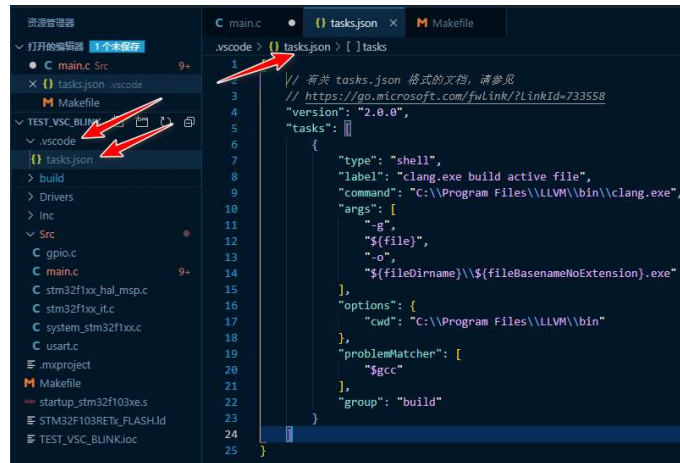 资源管理器
打开的编辑器 1个未保存
C main.c Src 9+
{} tasks.json .vscode
M Makefile
TEST_VSC_BLINK
.vscode
{} tasks.json
build
Drivers
Inc
Src
C gpio.c
C main.c 9+
C stm32f1xx_hal_msp.c
C stm32f1xx_it.c
C system_stm32f1xx.c
C usart.c
.mxproject
M Makefile
startup_stm32f103xe.s
STM32F103RETx_FLASH.ld
TEST_VSC_BLINK.ioc
C main.c ● {} tasks.json × M Makefile
.vscode > {} tasks.json > [ ] tasks
1
2 // 有关 tasks.json 格式的文档，请参见
3 // https://go.microsoft.com/fwlink/?LinkId=733558
4 "version": "2.0.0",
5 "tasks": [
6 {
7 "type": "shell",
8 "label": "clang.exe build active file",
9 "command": "C:\\Program Files\\LLVM\\bin\\clang.exe",
10 "args": [
11 "-g",
12 "${file}",
13 "-o",
14 "${fileDirname}\\${fileBasenameNoExtension}.exe"
15 ],
16 "options": {
17 "cwd": "C:\\Program Files\\LLVM\\bin"
18 },
19 "problemMatcher": [
20 "$gcc"
21 ],
22 "group": "build"
23 }
24 ]
25 }